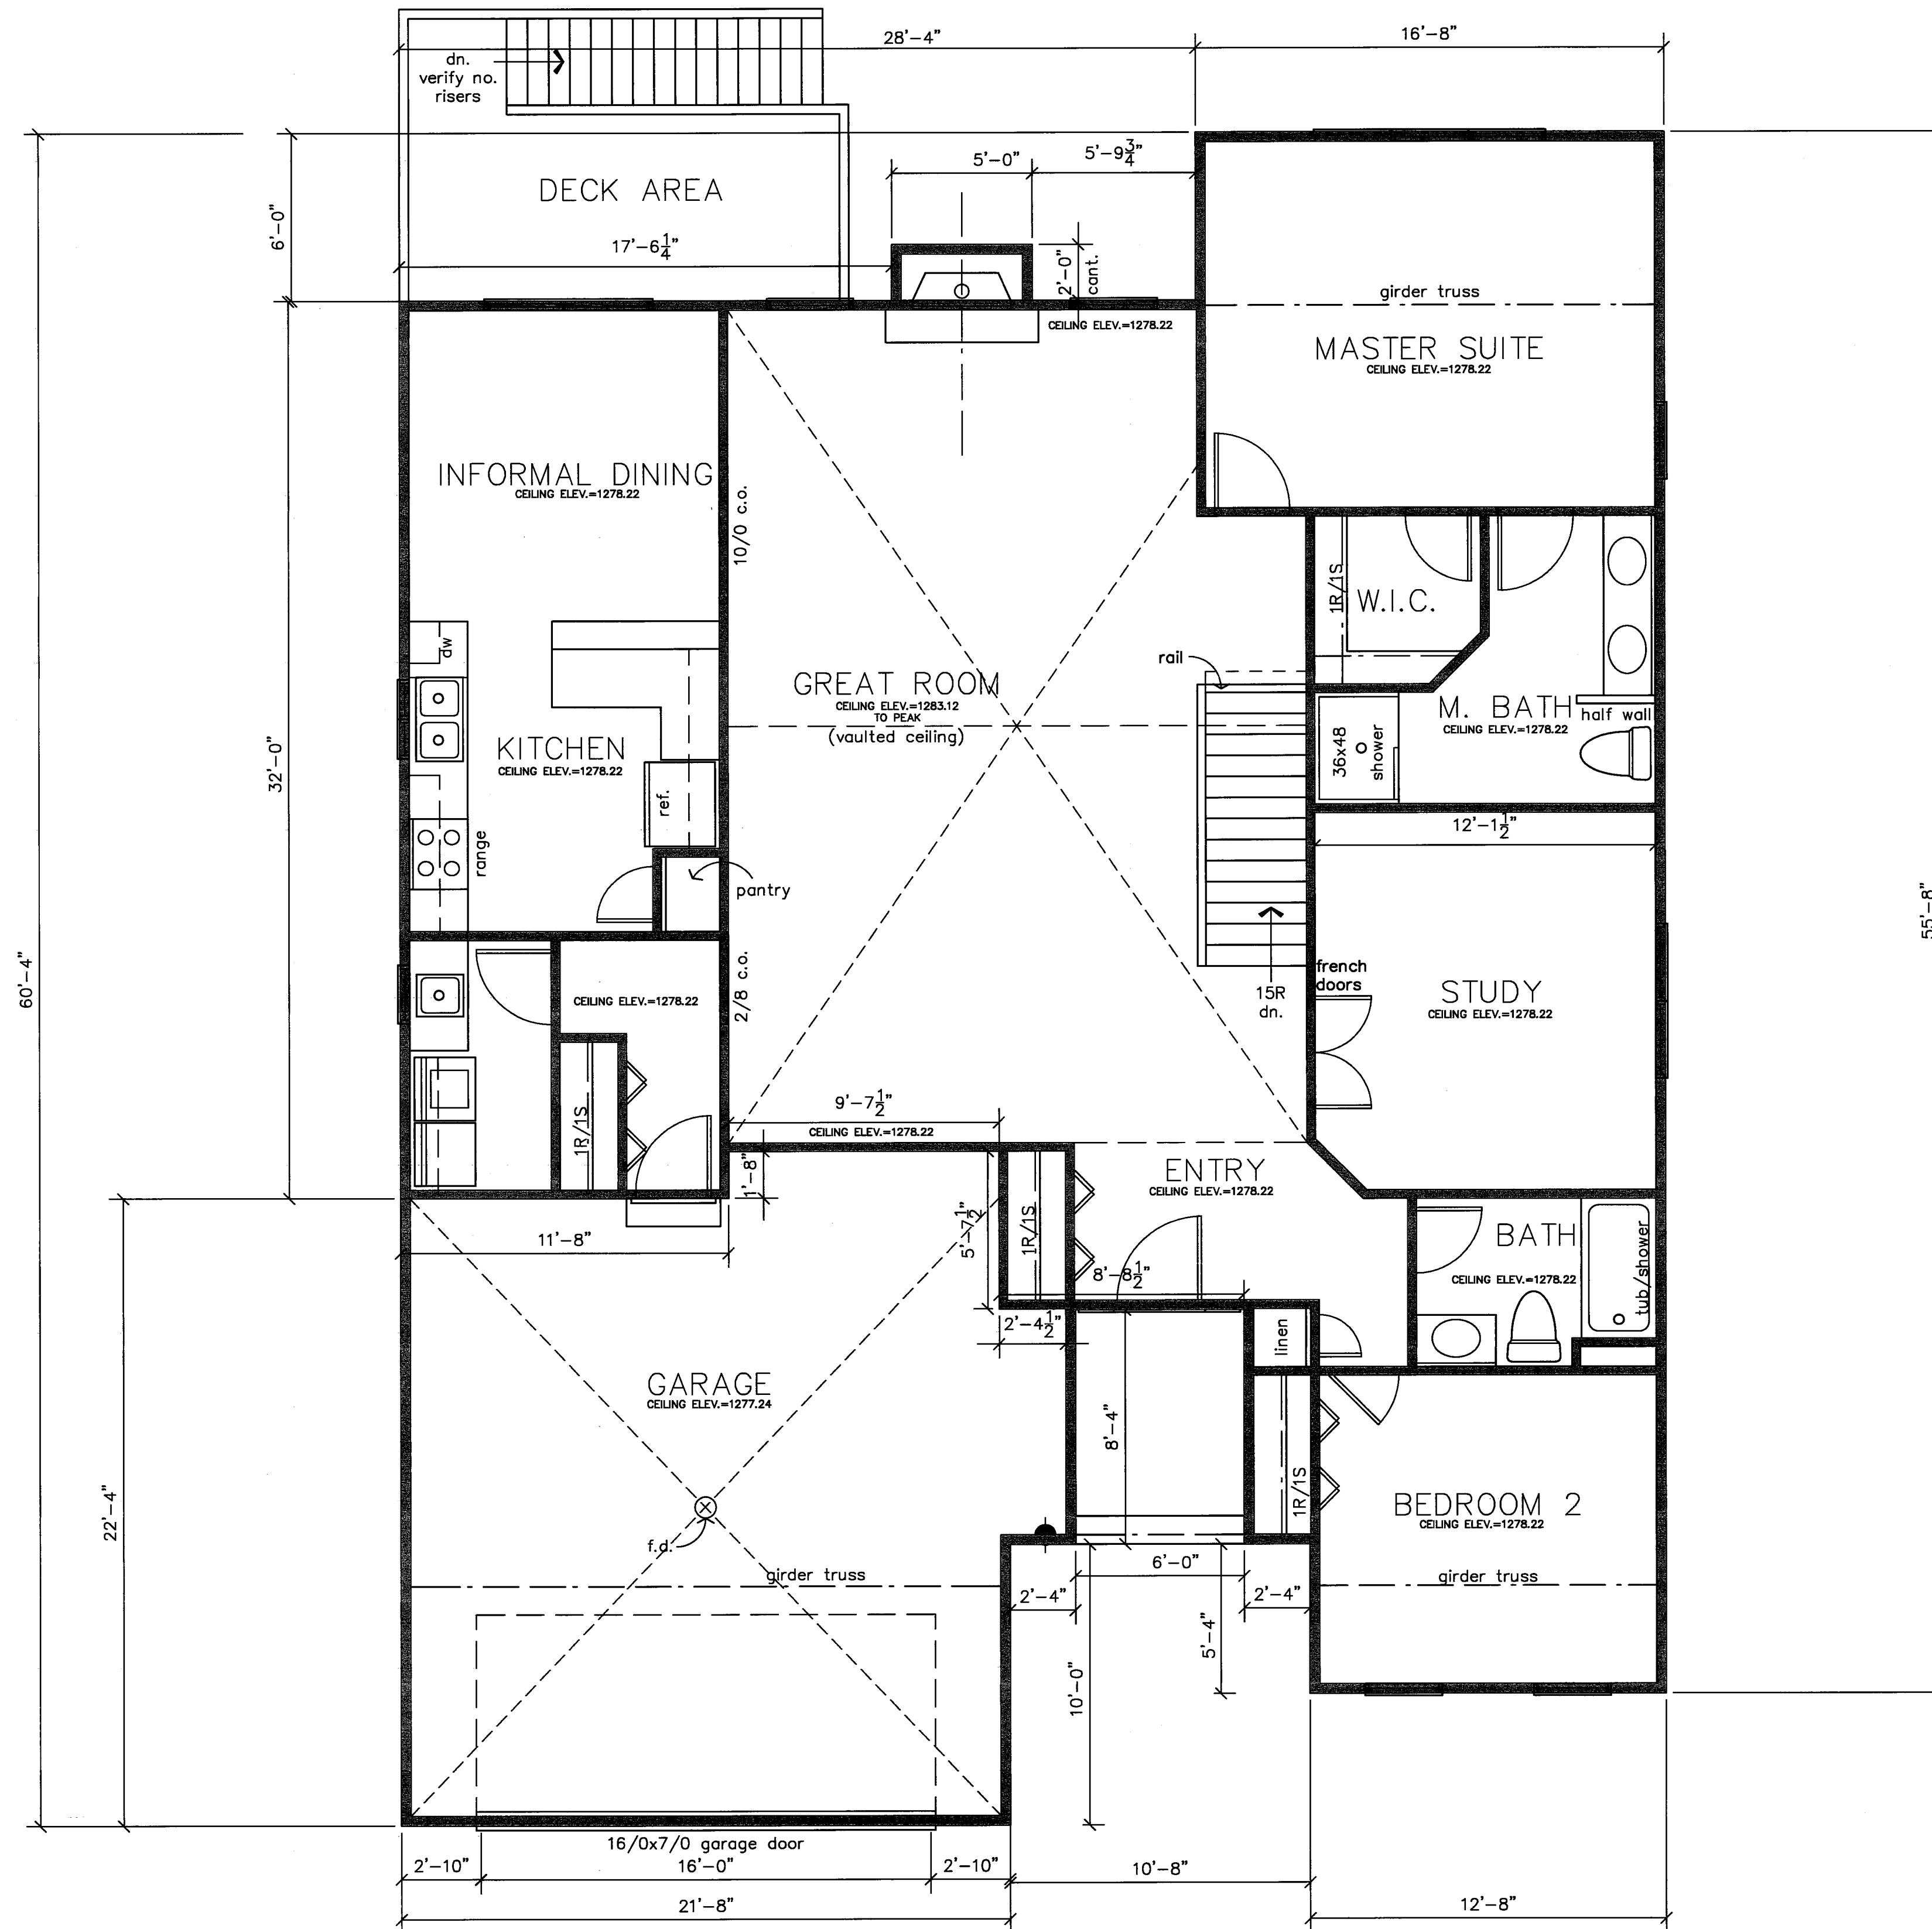 28'-4"
16'-8"
dn.
verify no.
risers
5'-0"
5'-9 3/4"
DECK AREA
6'-0"
17'-6 1/4"
2'-0"
cant.
girder truss
CEILING ELEV.=1278.22
MASTER SUITE
CEILING ELEV.=1278.22
INFORMAL DINING
CEILING ELEV.=1278.22
10/0 c.o.
1R/1S
W.I.C.
dw
rail
GREAT ROOM
CEILING ELEV.=1283.12
TO PEAK
(vaulted ceiling)
M. BATH
half wall
CEILING ELEV.=1278.22
36x48
shower
KITCHEN
CEILING ELEV.=1278.22
32'-0"
ref.
range
12'-1 1/2"
pantry
55'-8"
60'-4"
2/8 c.o.
french
doors
CEILING ELEV.=1278.22
15R
dn.
STUDY
CEILING ELEV.=1278.22
1R/1S
9'-7 1/2"
CEILING ELEV.=1278.22
1'-8"
ENTRY
CEILING ELEV.=1278.22
5'-7 1/2"
1R/1S
11'-8"
BATH
tub/shower
8'-8 1/2"
CEILING ELEV.=1278.22
2'-4 1/2"
linen
GARAGE
CEILING ELEV.=1277.24
8'-4"
22'-4"
1R/1S
BEDROOM 2
CEILING ELEV.=1278.22
f.d.
girder truss
6'-0"
girder truss
2'-4"
2'-4"
5'-4"
10'-0"
16/0x7/0 garage door
2'-10"
16'-0"
2'-10"
10'-8"
21'-8"
12'-8"